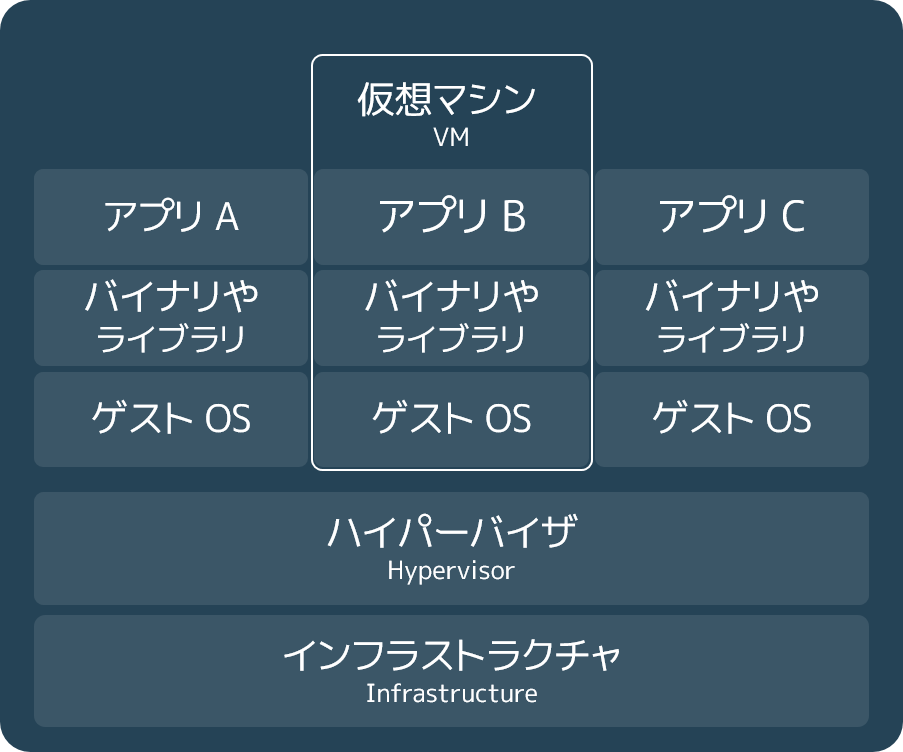 仮想マシン
VM
アプリ A
アプリ B
アプリ C
バイナリや
ライブラリ
バイナリや
ライブラリ
バイナリや
ライブラリ
ゲスト OS
ゲスト OS
ゲスト OS
ハイパーバイザ
Hypervisor
インフラストラクチャ
Infrastructure